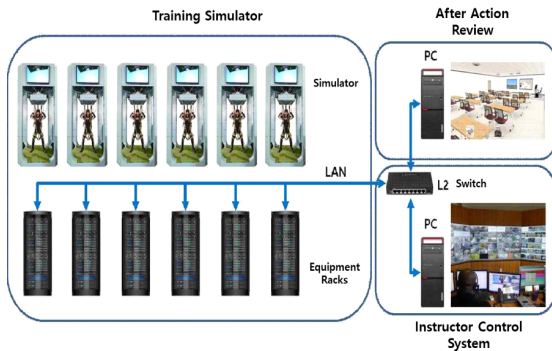 Training Simulator
After Action
Review
PC
Simulator
LAN
L2 Switch
PC
Equipment
Racks
Instructor Control
System